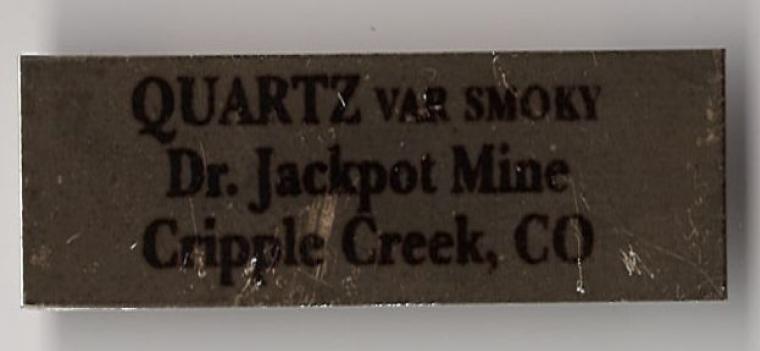 QUARTZ VAR SMOKY
Dr. Jackpot Mine
Cripple Creek, CO